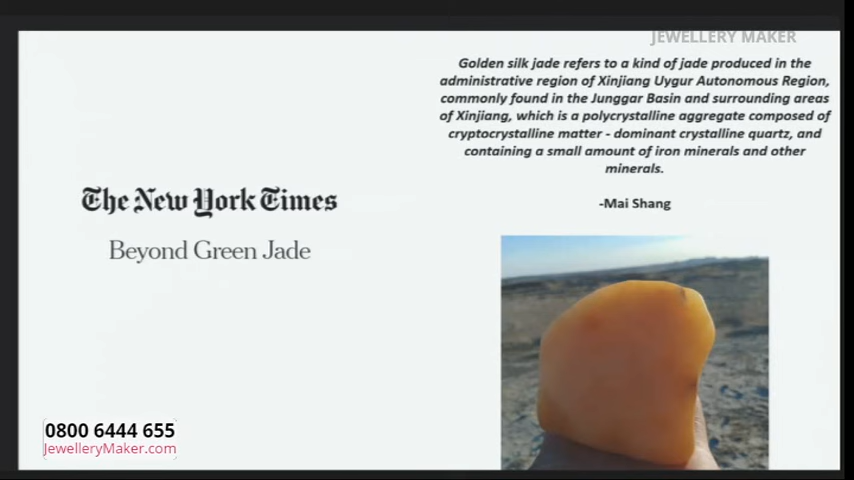 JEWELLERY MAKER
Golden silk jade refers to a kind of jade produced in the
administrative region of Xinjiang Uygur Autonomous Region,
commonly found in the Junggar Basin and surrounding areas
of Xinjiang, which is a polycrystalline aggregate composed of
cryptocrystalline matter - dominant crystalline quartz, and
containing a small amount of iron minerals and other
minerals.
-Mai Shang
The New York Times
Beyond Green Jade
0800 6444 655
JewelleryMaker.com